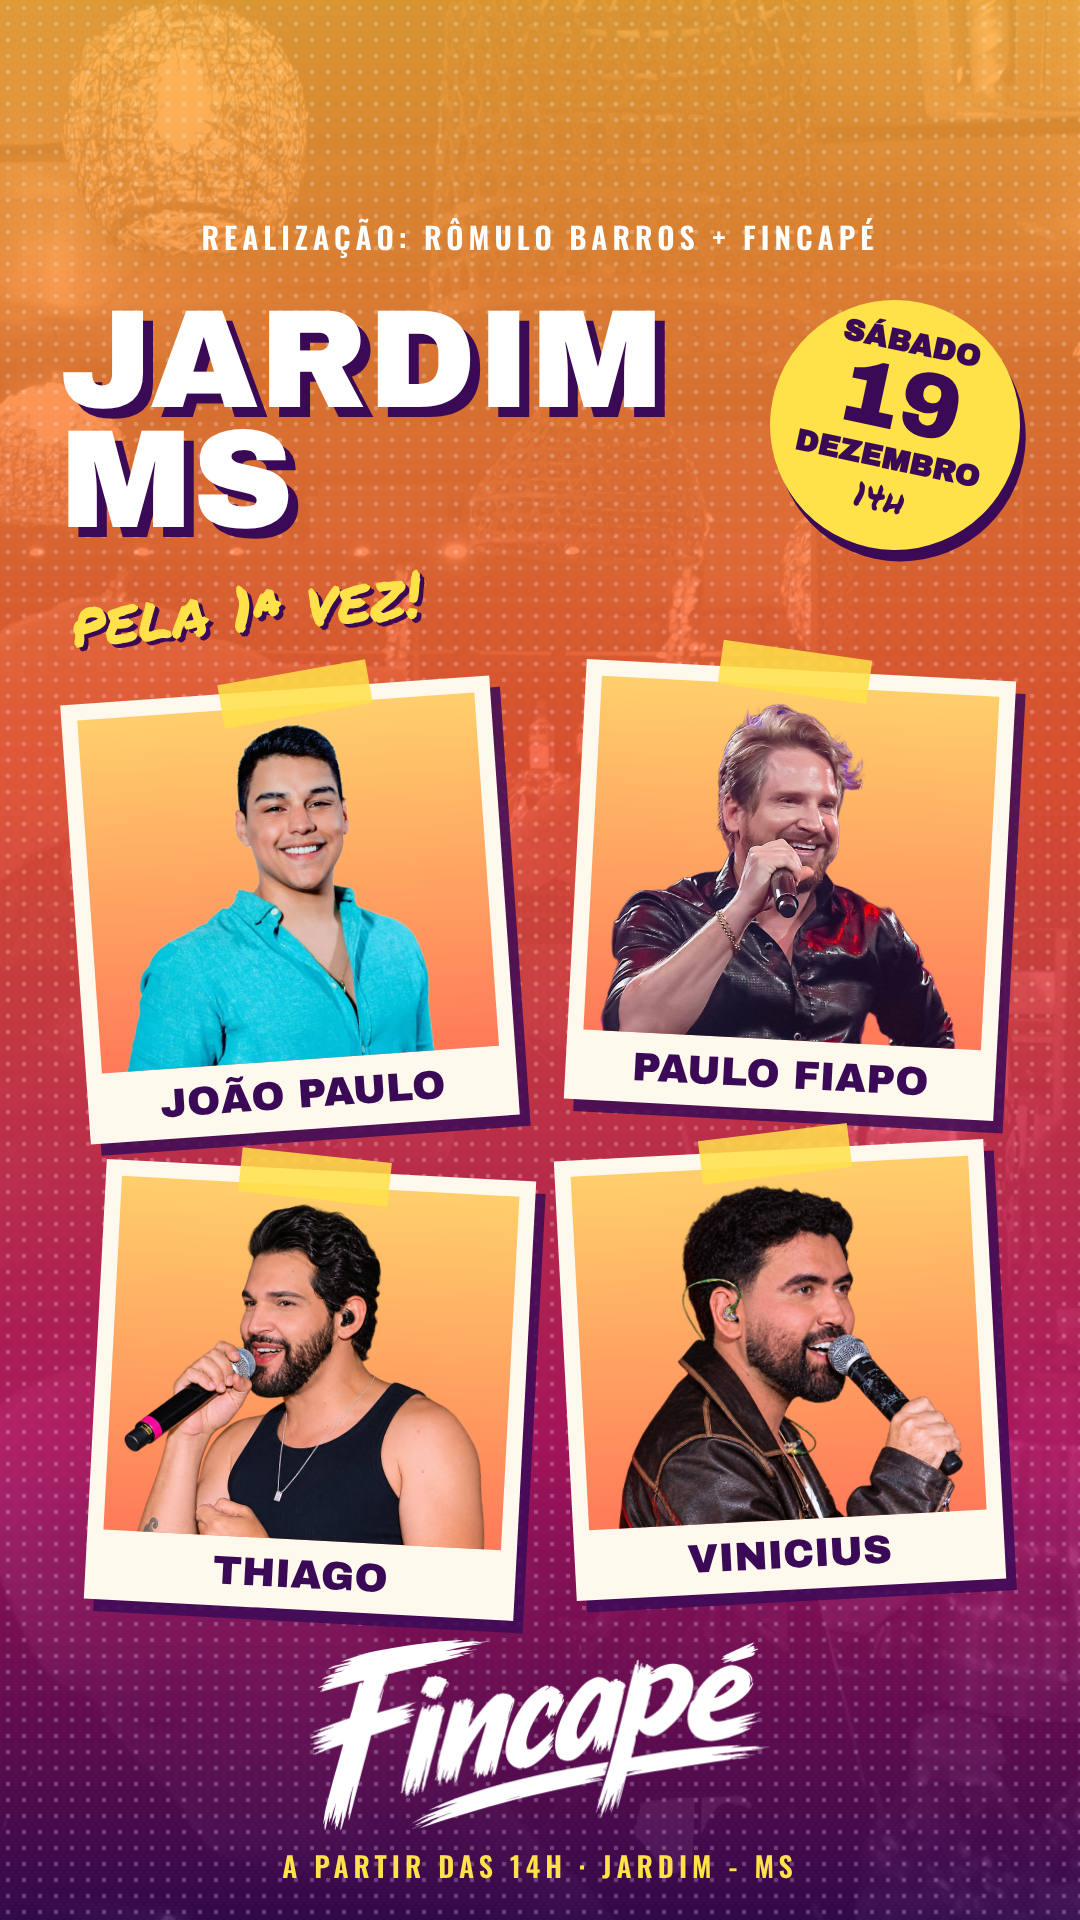 REALIZAÇÃO: RÔMULO BARROS + FINCAPÉ
JARDIM
MS
SÁBADO
19
DEZEMBRO
14H
PELA 1ª VEZ!
JOÃO PAULO
PAULO FIAPO
THIAGO
VINICIUS
Fincapé
A PARTIR DAS 14H · JARDIM - MS